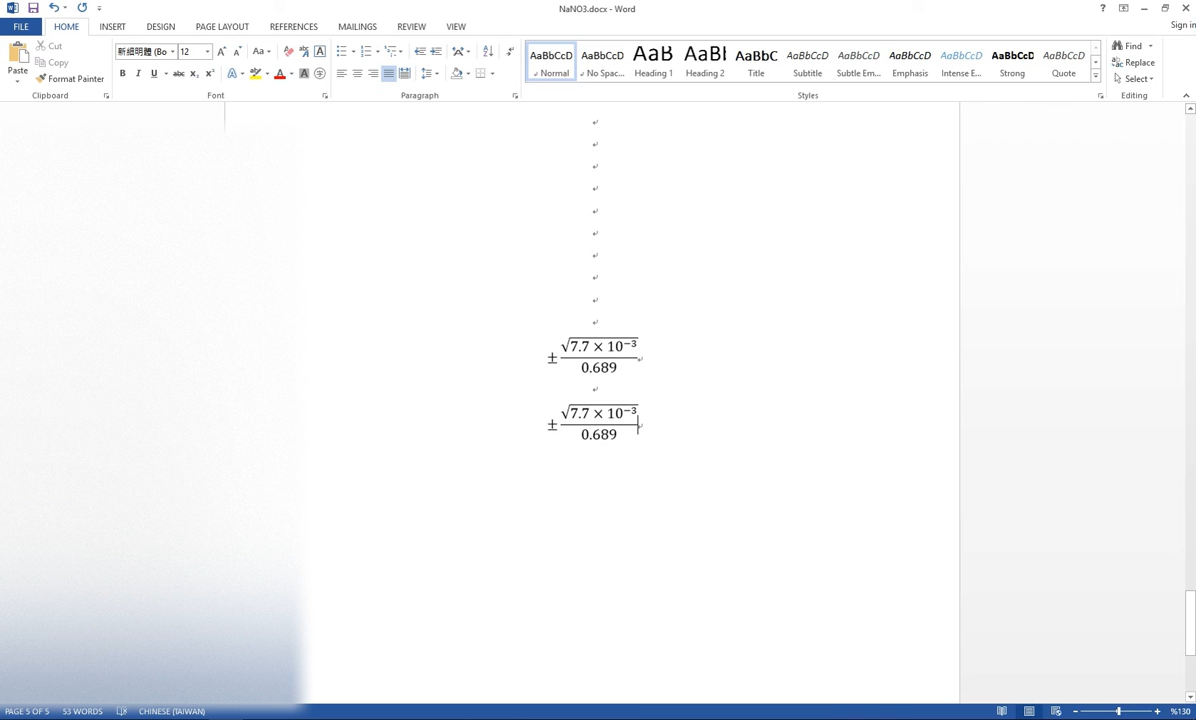 NaNO3.docx - Word
Sign in
FILE HOME INSERT DESIGN PAGE LAYOUT REFERENCES MAILINGS REVIEW VIEW
Paste
Cut
Copy
Format Painter
Clipboard
新細明體 (Bo 12 Aa
B I U abc x₂ x²
Font
Paragraph
AaBbCcD AaBbCcD AaB AaBl AaBbC AaBbCcD AaBbCcD AaBbCcD AaBbCcD AaBbCcD AaBbCcD
Normal No Spac... Heading 1 Heading 2 Title Subtitle Subtle Em... Emphasis Intense E... Strong Quote
Styles
Find
Replace
Select
Editing
± √7.7 × 10⁻³
0.689
± √7.7 × 10⁻³
0.689
PAGE 5 OF 5 53 WORDS CHINESE (TAIWAN) %130